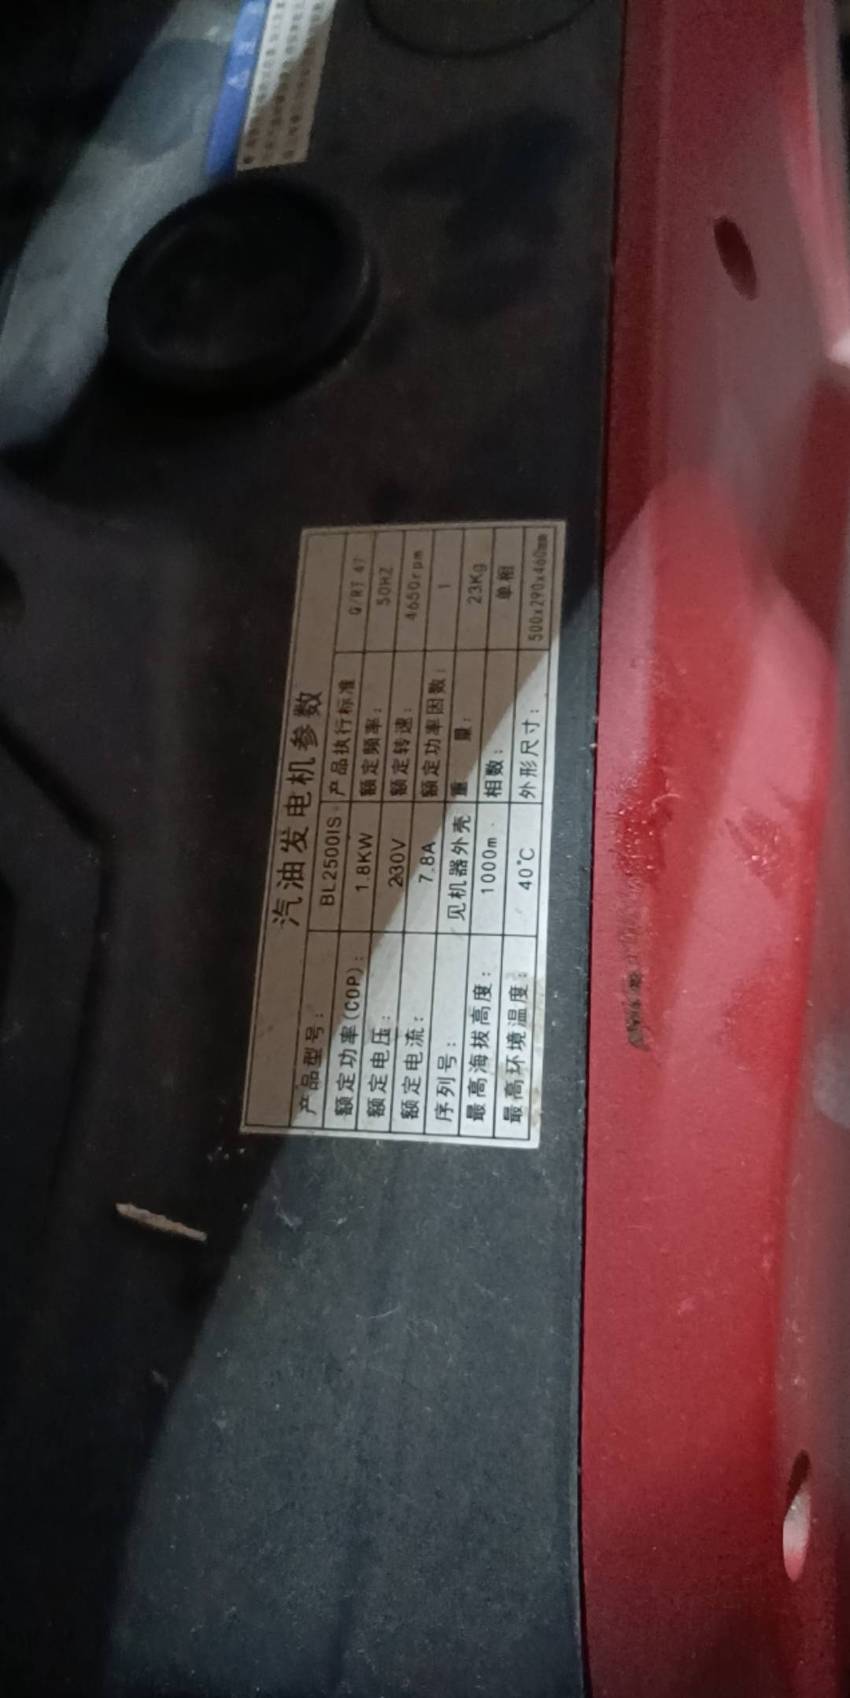 汽油发电机参数
产品型号: BL2500IS 产品执行标准 Q/RT 47
额定功率(COP): 1.8KW 额定频率: 50HZ
额定电压: 230V 额定转速: 4650rpm
额定电流: 7.8A 额定功率因数: 1
序列号: 见机器外壳 重 量: 23Kg
最高海拔高度: 1000m 相数: 单相
最高环境温度: 40℃ 外形尺寸: 500x290x460mm